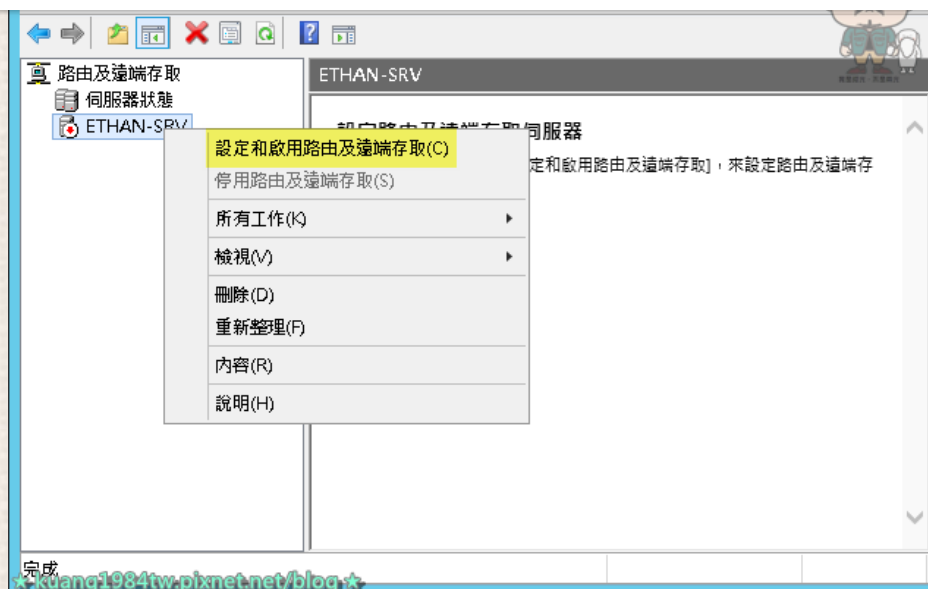 路由及遠端存取
伺服器狀態
ETHAN-SRV
ETHAN-SRV
伺服器
定和啟用路由及遠端存取]，來設定路由及遠端存
設定和啟用路由及遠端存取(C)
停用路由及遠端存取(S)
所有工作(K)
檢視(V)
刪除(D)
重新整理(F)
內容(R)
說明(H)
完成
★ kuang1984tw.pixnet.net/blog ★